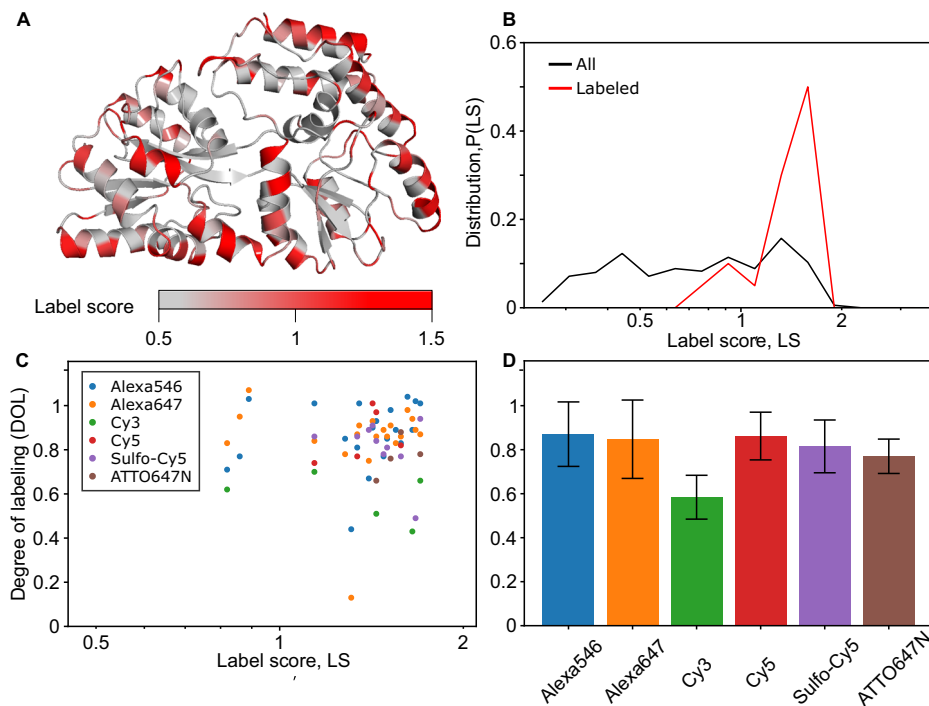 A
Label score
0.5
1
1.5
B
0.6
0.4
0.2
0
Distribution,P(LS)
All
Labeled
0.5
1
2
Label score, LS
C
1
0.8
0.6
0.4
0.2
0
Degree of labeling (DOL)
Alexa546
Alexa647
Cy3
Cy5
Sulfo-Cy5
ATTO647N
0.5
1
2
Label score, LS
,
D
1
0.8
0.6
0.4
0.2
0
Alexa546
Alexa647
Cy3
Cy5
Sulfo-Cy5
ATTO647N